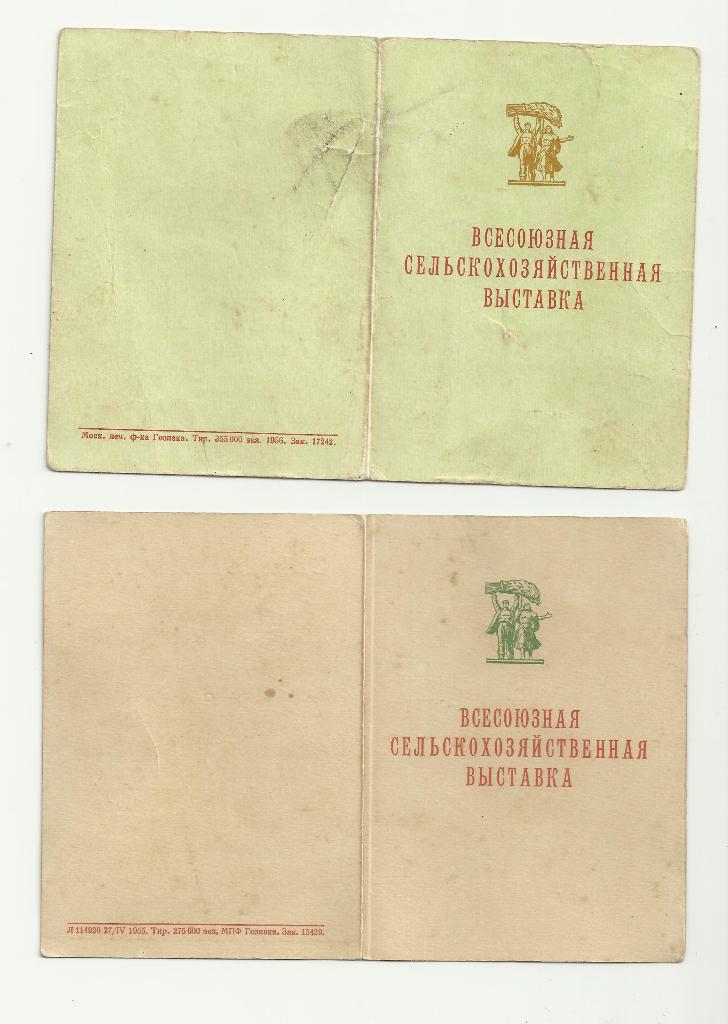 ВСЕСОЮЗНАЯ
СЕЛЬСКОХОЗЯЙСТВЕННАЯ
ВЫСТАВКА
Моск. печ. ф-ка Гознака. Тир. 355 000 экз. 1956. Зак. 17242.
ВСЕСОЮЗНАЯ
СЕЛЬСКОХОЗЯЙСТВЕННАЯ
ВЫСТАВКА
Л 114920 27/IV 1955. Тир. 275 000 экз. МПФ Гознака. Зак. 15429.